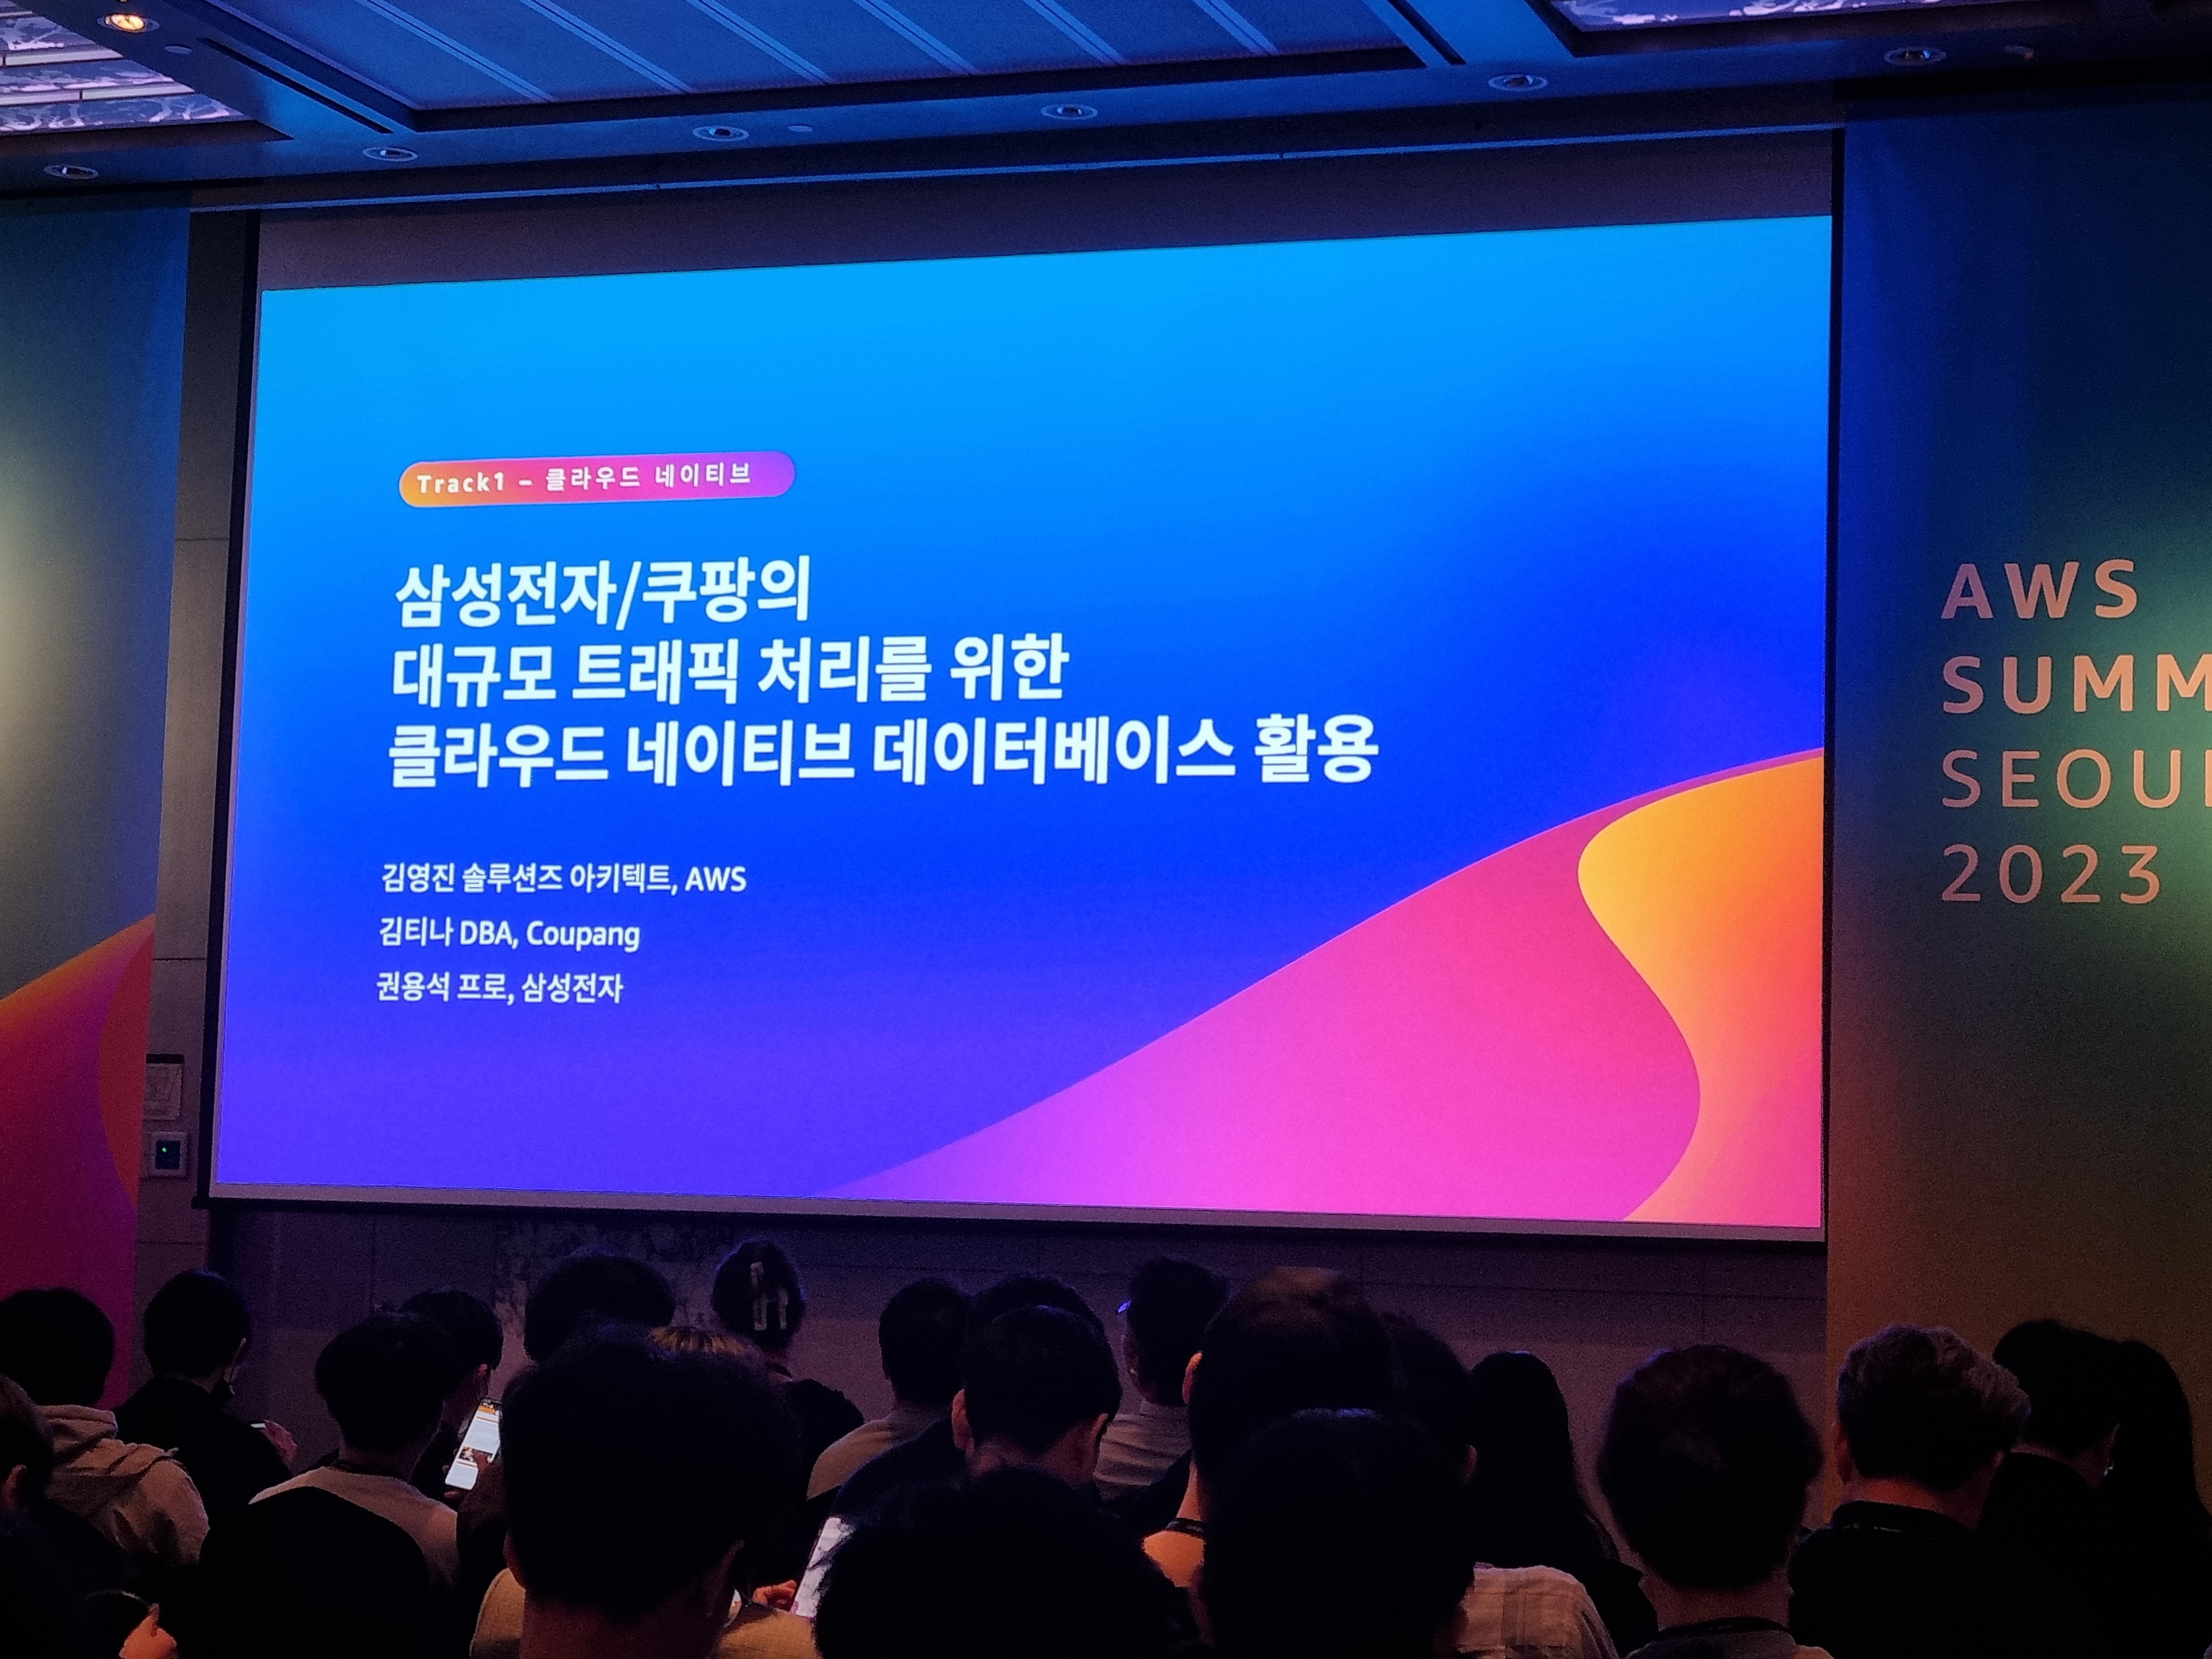 Track1 – 클라우드 네이티브
삼성전자/쿠팡의
대규모 트래픽 처리를 위한
클라우드 네이티브 데이터베이스 활용
김영진 솔루션즈 아키텍트, AWS
김티나 DBA, Coupang
권용석 프로, 삼성전자
AWS
SUMM
SEOUL
2023